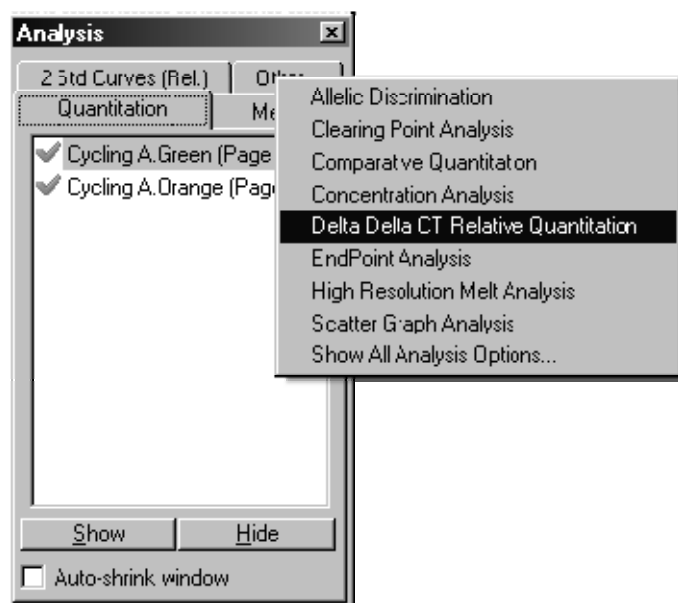 Analysis
2 Std Curves (Rel.)
Quantitation
Cycling A.Green (Page
Cycling A.Orange (Pag
Show
Hide
Auto-shrink window
Allelic Discrimination
Clearing Point Analysis
Comparative Quantitation
Concentration Analysis
Delta Delta CT Relative Quantitation
EndPoint Analysis
High Resolution Melt Analysis
Scatter Graph Analysis
Show All Analysis Options...